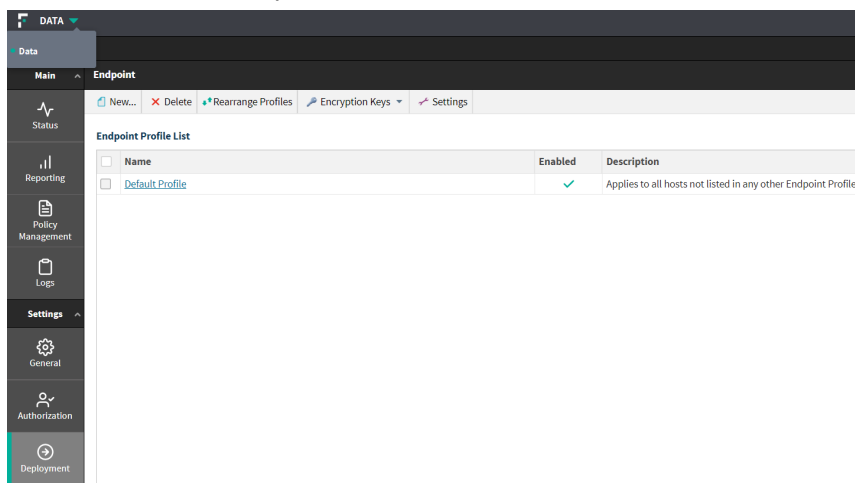 DATA
Data
Main
Endpoint
New...
Delete
Rearrange Profiles
Encryption Keys
Settings
Status
Endpoint Profile List
Name
Enabled
Description
Default Profile
Applies to all hosts not listed in any other Endpoint Profile
Reporting
Policy
Management
Logs
Settings
General
Authorization
Deployment